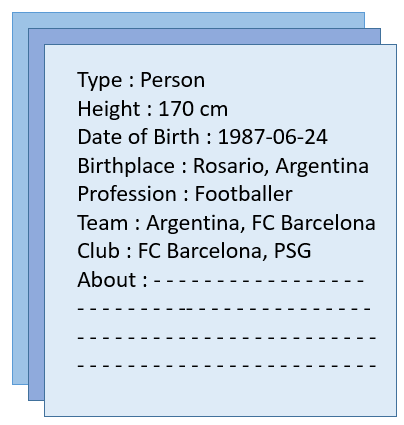 Type : Person
Height : 170 cm
Date of Birth : 1987-06-24
Birthplace : Rosario, Argentina
Profession : Footballer
Team : Argentina, FC Barcelona
Club : FC Barcelona, PSG
About : - - - - - - - - - - - - - - - - -
- - - - - - - - -- - - - - - - - - - - - - - -
- - - - - - - - - - - - - - - - - - - - - - - -
- - - - - - - - - - - - - - - - - - - - - - - -